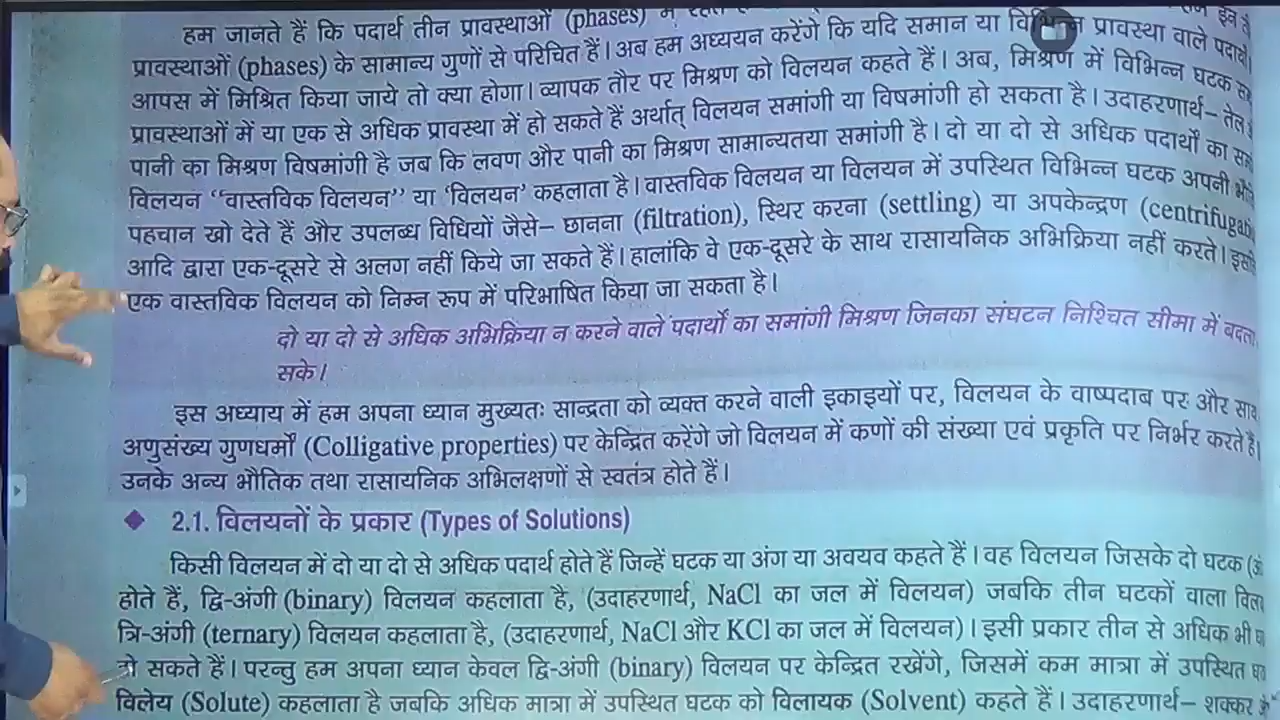 हम जानते हैं कि पदार्थ तीन प्रावस्थाओं (phases) में रहते
प्रावस्थाओं (phases) के सामान्य गुणों से परिचित हैं। अब हम अध्ययन करेंगे कि यदि समान या विभिन्न प्रावस्था वाले पदार्थ
आपस में मिश्रित किया जाये तो क्या होगा। व्यापक तौर पर मिश्रण को विलयन कहते हैं। अब, मिश्रण में विभिन्न घटक
प्रावस्थाओं में या एक से अधिक प्रावस्था में हो सकते हैं अर्थात् विलयन समांगी या विषमांगी हो सकता है। उदाहरणार्थ– तेल
पानी का मिश्रण विषमांगी है जब कि लवण और पानी का मिश्रण सामान्यतया समांगी है। दो या दो से अधिक पदार्थों का
विलयन “वास्तविक विलयन” या ‘विलयन’ कहलाता है। वास्तविक विलयन या विलयन में उपस्थित विभिन्न घटक अपनी
पहचान खो देते हैं और उपलब्ध विधियों जैसे– छानना (filtration), स्थिर करना (settling) या अपकेन्द्रण (centrifugati
आदि द्वारा एक-दूसरे से अलग नहीं किये जा सकते हैं। हालांकि वे एक-दूसरे के साथ रासायनिक अभिक्रिया नहीं करते।
एक वास्तविक विलयन को निम्न रूप में परिभाषित किया जा सकता है।
दो या दो से अधिक अभिक्रिया न करने वाले पदार्थों का समांगी मिश्रण जिनका संघटन निश्चित सीमा में बदला
सके।
इस अध्याय में हम अपना ध्यान मुख्यतः सान्द्रता को व्यक्त करने वाली इकाइयों पर, विलयन के वाष्पदाब पर और साथ
अणुसंख्य गुणधर्मों (Colligative properties) पर केन्द्रित करेंगे जो विलयन में कणों की संख्या एवं प्रकृति पर निर्भर करते हैं।
उनके अन्य भौतिक तथा रासायनिक अभिलक्षणों से स्वतंत्र होते हैं।
◆ 2.1. विलयनों के प्रकार (Types of Solutions)
किसी विलयन में दो या दो से अधिक पदार्थ होते हैं जिन्हें घटक या अंग या अवयव कहते हैं। वह विलयन जिसके दो घटक
होते हैं, द्वि-अंगी (binary) विलयन कहलाता है, (उदाहरणार्थ, NaCl का जल में विलयन) जबकि तीन घटकों वाला विलय
त्रि-अंगी (ternary) विलयन कहलाता है, (उदाहरणार्थ, NaCl और KCl का जल में विलयन)। इसी प्रकार तीन से अधिक भी
हो सकते हैं। परन्तु हम अपना ध्यान केवल द्वि-अंगी (binary) विलयन पर केन्द्रित रखेंगे, जिसमें कम मात्रा में उपस्थित
विलेय (Solute) कहलाता है जबकि अधिक मात्रा में उपस्थित घटक को विलायक (Solvent) कहते हैं। उदाहरणार्थ– शक्कर